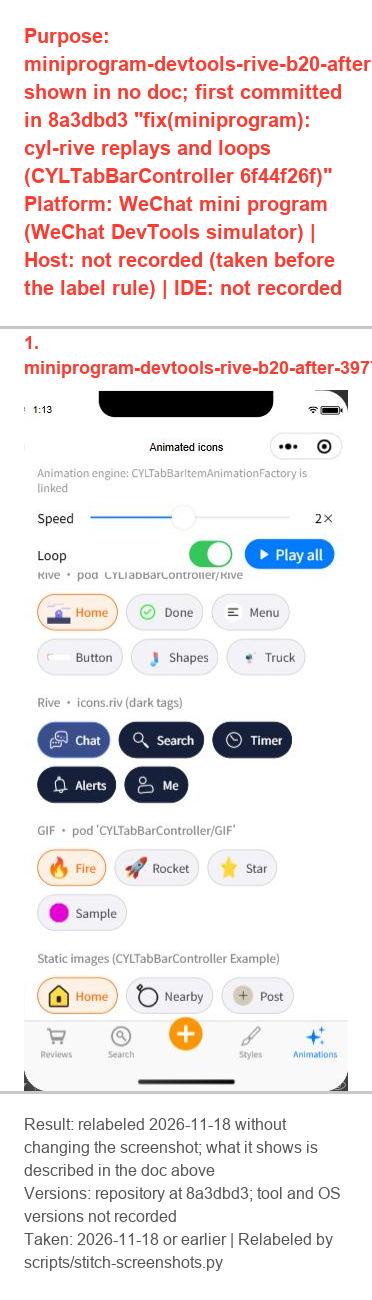 Purpose:
miniprogram-devtools-rive-b20-after
shown in no doc; first committed
in 8a3dbd3 "fix(miniprogram):
cyl-rive replays and loops
(CYLTabBarController 6f44f26f)"
Platform: WeChat mini program
(WeChat DevTools simulator) |
Host: not recorded (taken before
the label rule) | IDE: not recorded
1.
miniprogram-devtools-rive-b20-after-397
1:13
Animated icons
Animation engine: CYLTabBarItemAnimationFactory is
linked
Speed 2×
Loop Play all
Rive • pod 'CYLTabBarController/Rive'
Home Done Menu
Button Shapes Truck
Rive • icons.riv (dark tags)
Chat Search Timer
Alerts Me
GIF • pod 'CYLTabBarController/GIF'
Fire Rocket Star
Sample
Static images (CYLTabBarController Example)
Home Nearby Post
Reviews Search Styles Animations
Result: relabeled 2026-11-18 without
changing the screenshot; what it shows is
described in the doc above
Versions: repository at 8a3dbd3; tool and OS
versions not recorded
Taken: 2026-11-18 or earlier | Relabeled by
scripts/stitch-screenshots.py